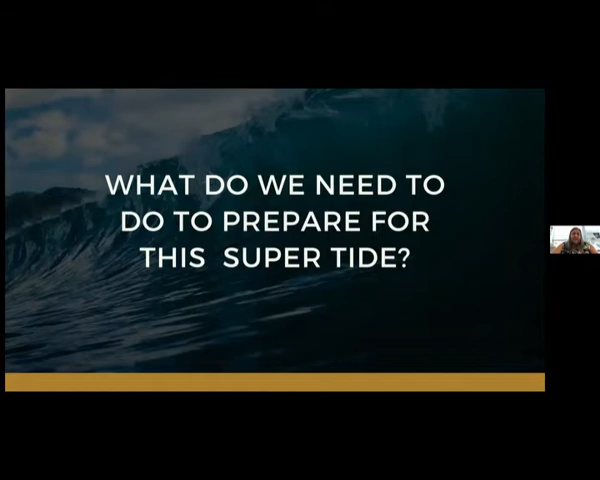 WHAT DO WE NEED TO
DO TO PREPARE FOR
THIS  SUPER TIDE?